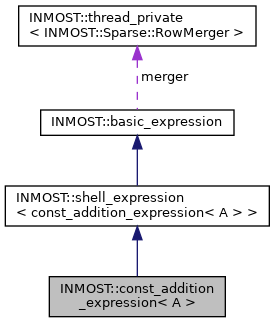 INMOST::thread_private
< INMOST::Sparse::RowMerger >
merger
INMOST::basic_expression
INMOST::shell_expression
< const_addition_expression< A > >
INMOST::const_addition
_expression< A >